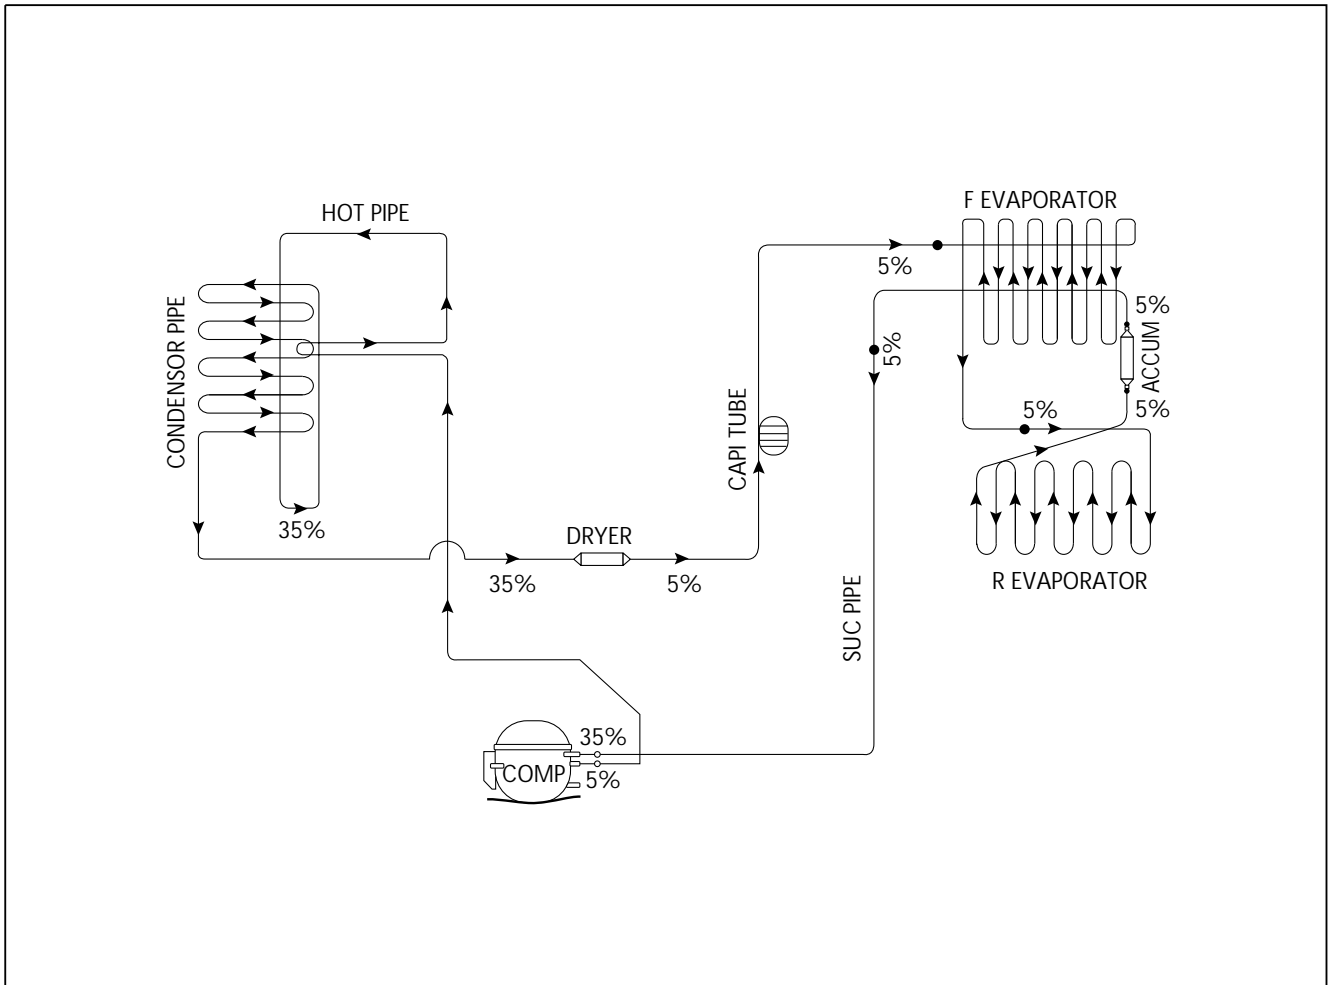 F EVAPORATOR
HOT PIPE
5%
5%
CONDENSOR PIPE
5%
ACCUM
CAPI TUBE
5%
5%
35%
DRYER
35%
5%
R EVAPORATOR
SUC PIPE
35%
COMP
5%